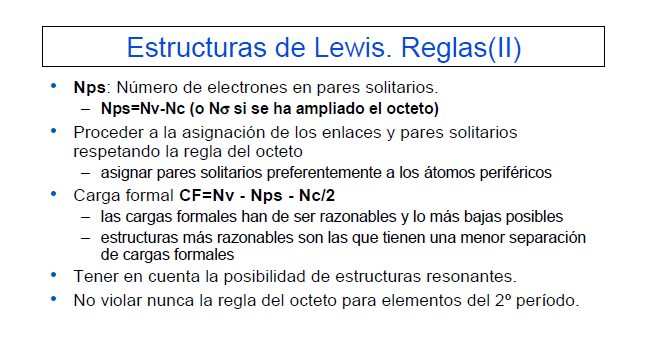 Estructuras de Lewis. Reglas(II)
• Nps: Número de electrones en pares solitarios.
– Nps=Nv-Nc (o Nσ si se ha ampliado el octeto)
• Proceder a la asignación de los enlaces y pares solitarios
respetando la regla del octeto
– asignar pares solitarios preferentemente a los átomos periféricos
• Carga formal CF=Nv - Nps - Nc/2
– las cargas formales han de ser razonables y lo más bajas posibles
– estructuras más razonables son las que tienen una menor separación
de cargas formales
• Tener en cuenta la posibilidad de estructuras resonantes.
• No violar nunca la regla del octeto para elementos del 2º período.